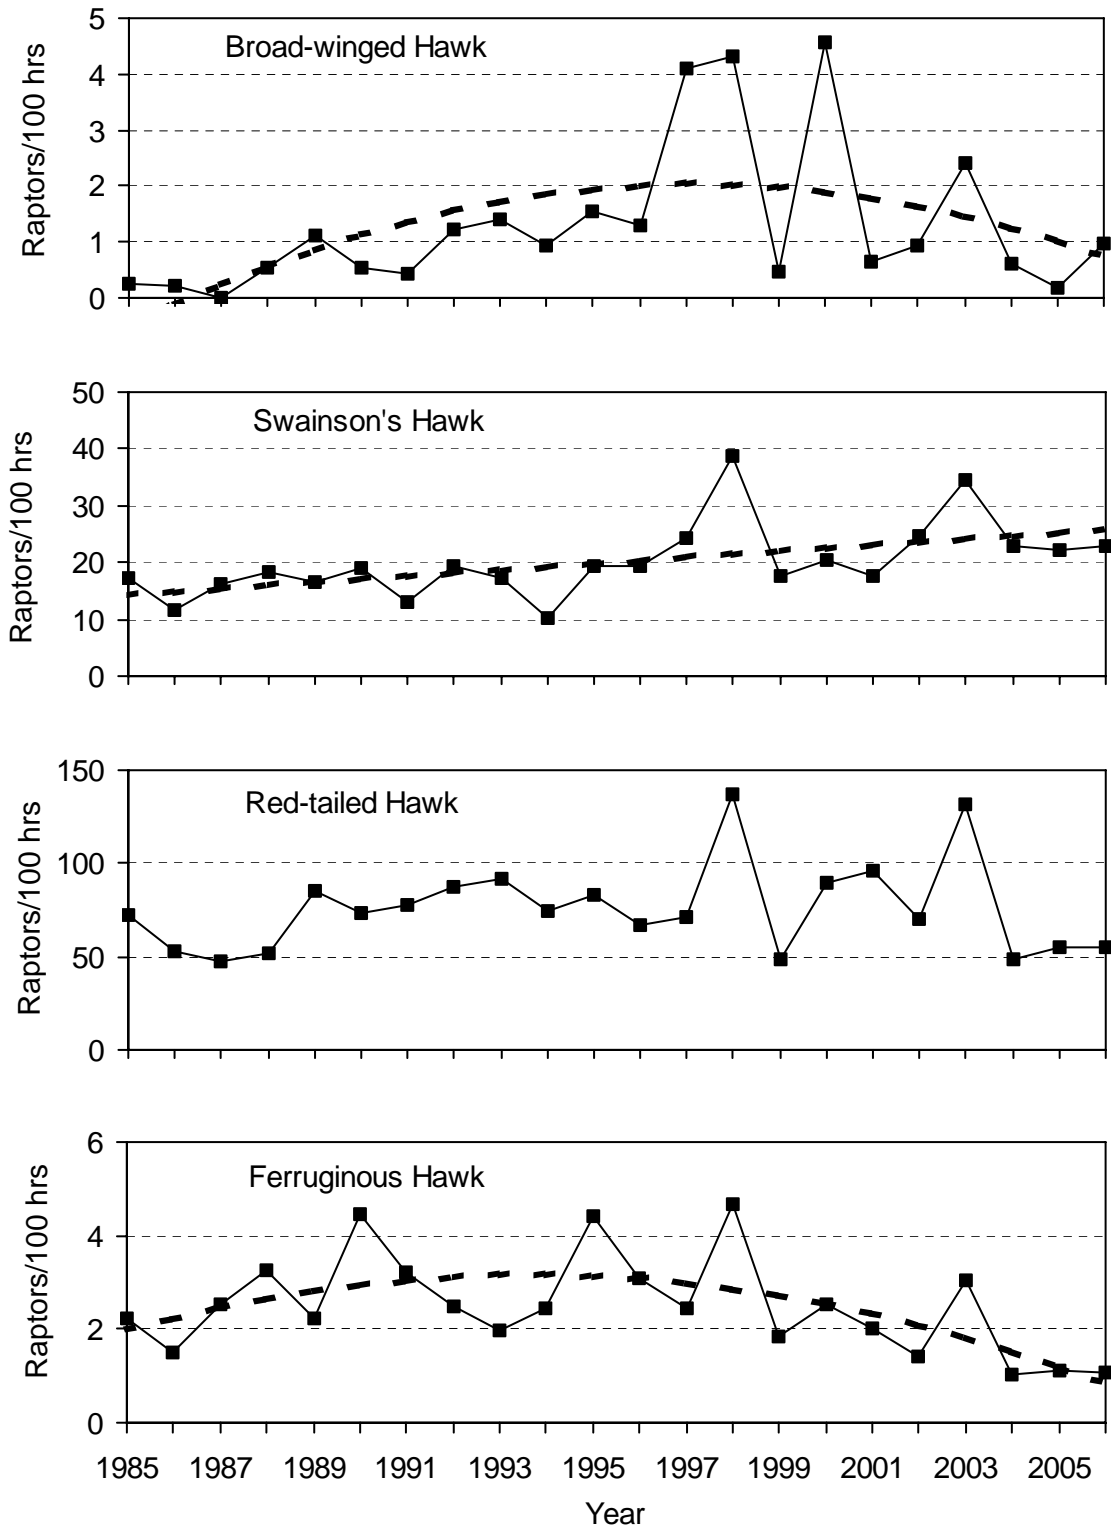 Broad-winged Hawk
Raptors/100 hrs
5
4
3
2
1
0
Swainson's Hawk
Raptors/100 hrs
50
40
30
20
10
0
Red-tailed Hawk
Raptors/100 hrs
150
100
50
0
Ferruginous Hawk
Raptors/100 hrs
6
4
2
0
1985 1987 1989 1991 1993 1995 1997 1999 2001 2003 2005
Year